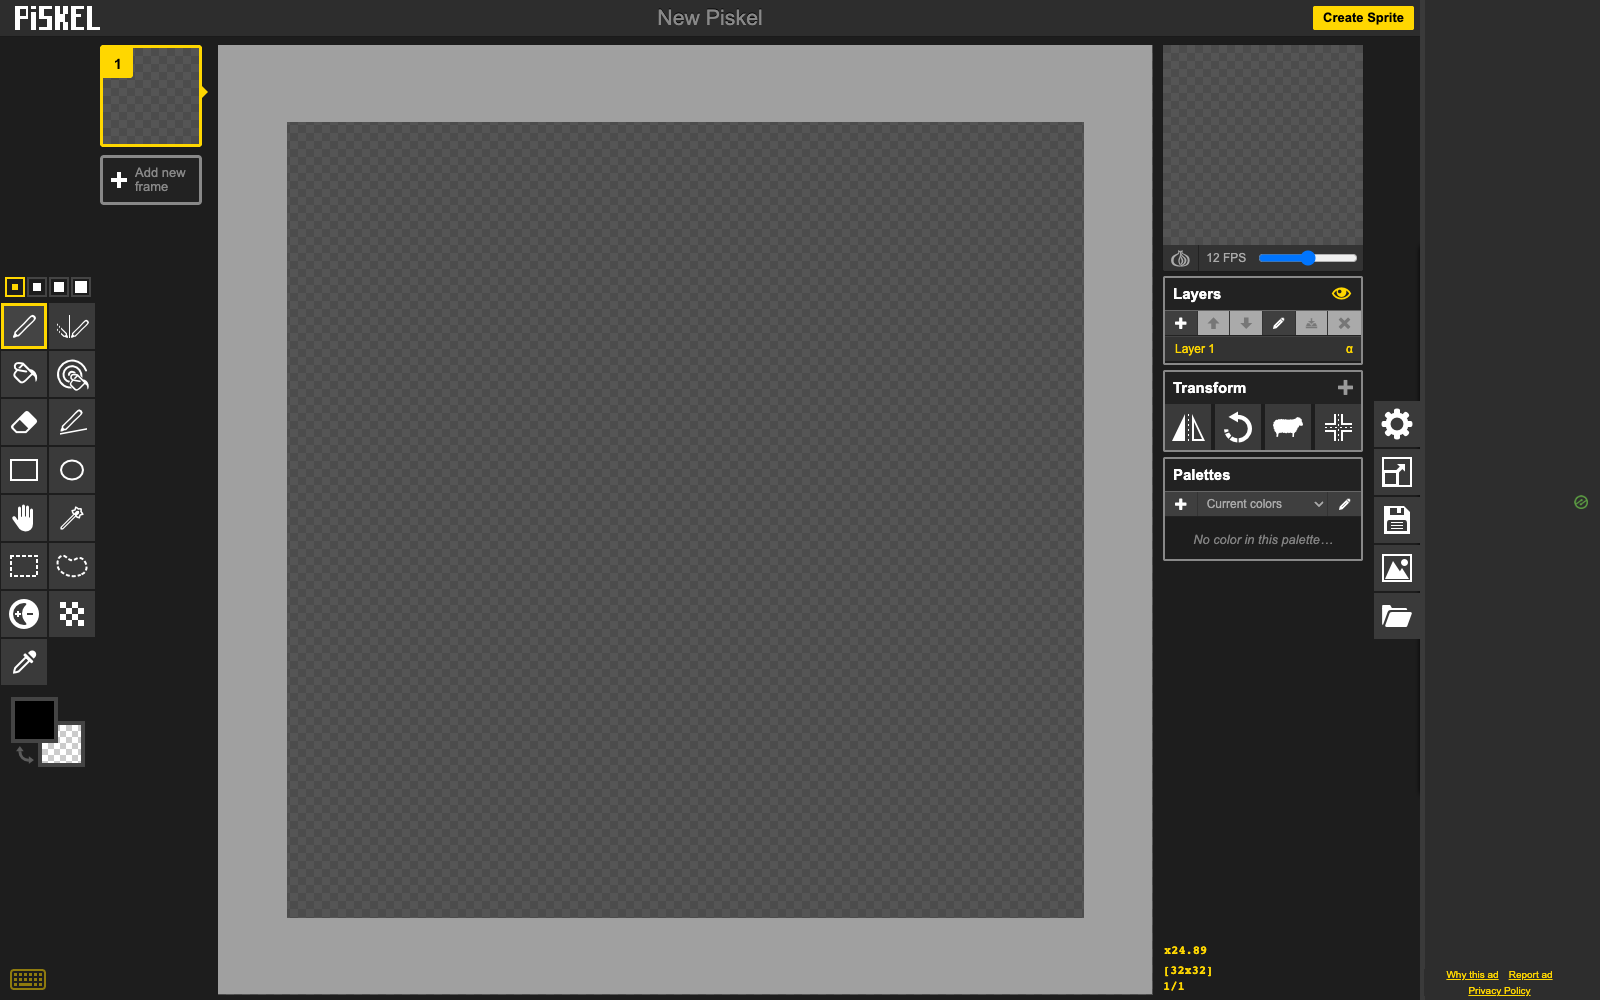 PiSKEL
New Piskel
Create Sprite
1
Add new
frame
12 FPS
Layers
Layer 1
α
Transform
Palettes
Current colors
No color in this palette…
x24.89
[32x32]
1/1
Why this ad Report ad
Privacy Policy